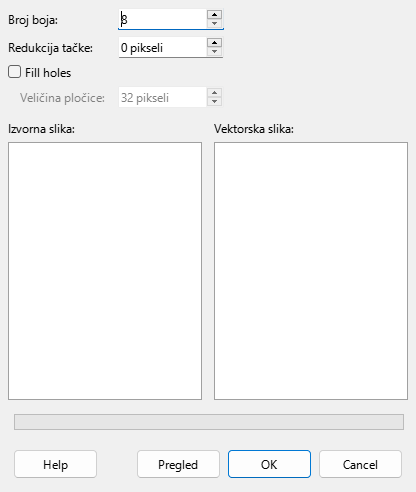 Broj boja: 8
Redukcija tačke: 0 pikseli
Fill holes
Veličina pločice: 32 pikseli
Izvorna slika: Vektorska slika:
Help Pregled OK Cancel